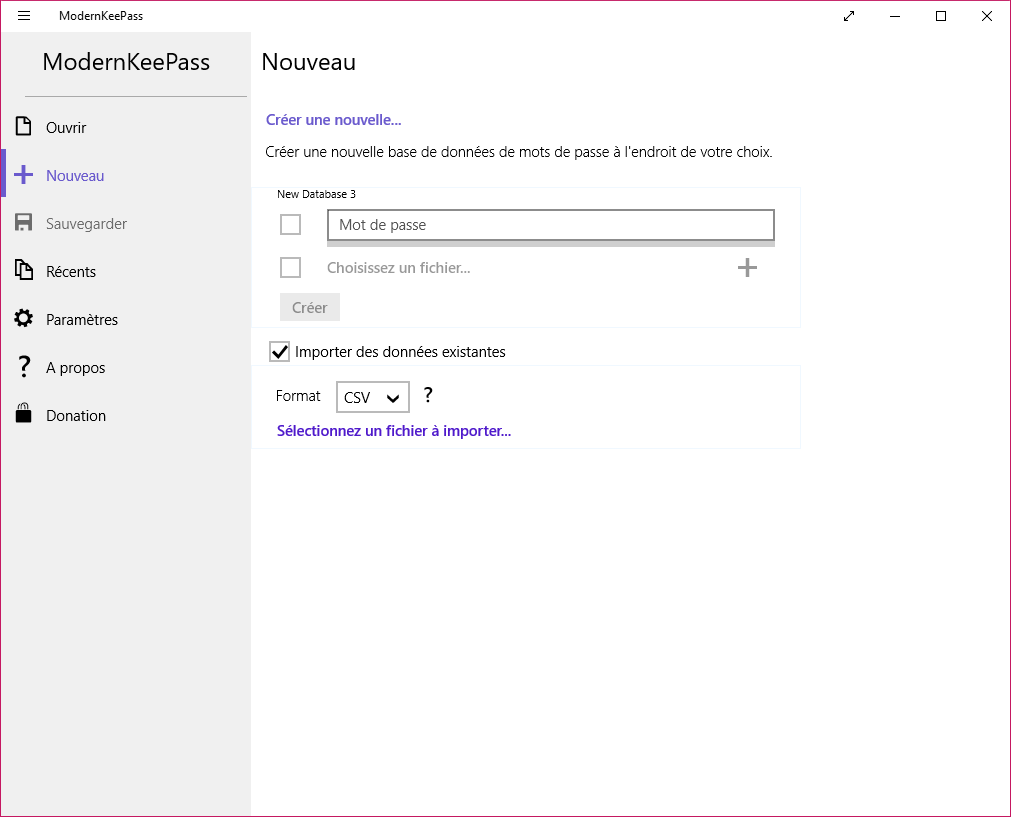 ModernKeePass
ModernKeePass
Ouvrir
Nouveau
Sauvegarder
Récents
Paramètres
A propos
Donation
Nouveau
Créer une nouvelle...
Créer une nouvelle base de données de mots de passe à l'endroit de votre choix.
New Database 3
Mot de passe
Choisissez un fichier...
Créer
Importer des données existantes
Format CSV ?
Sélectionnez un fichier à importer...